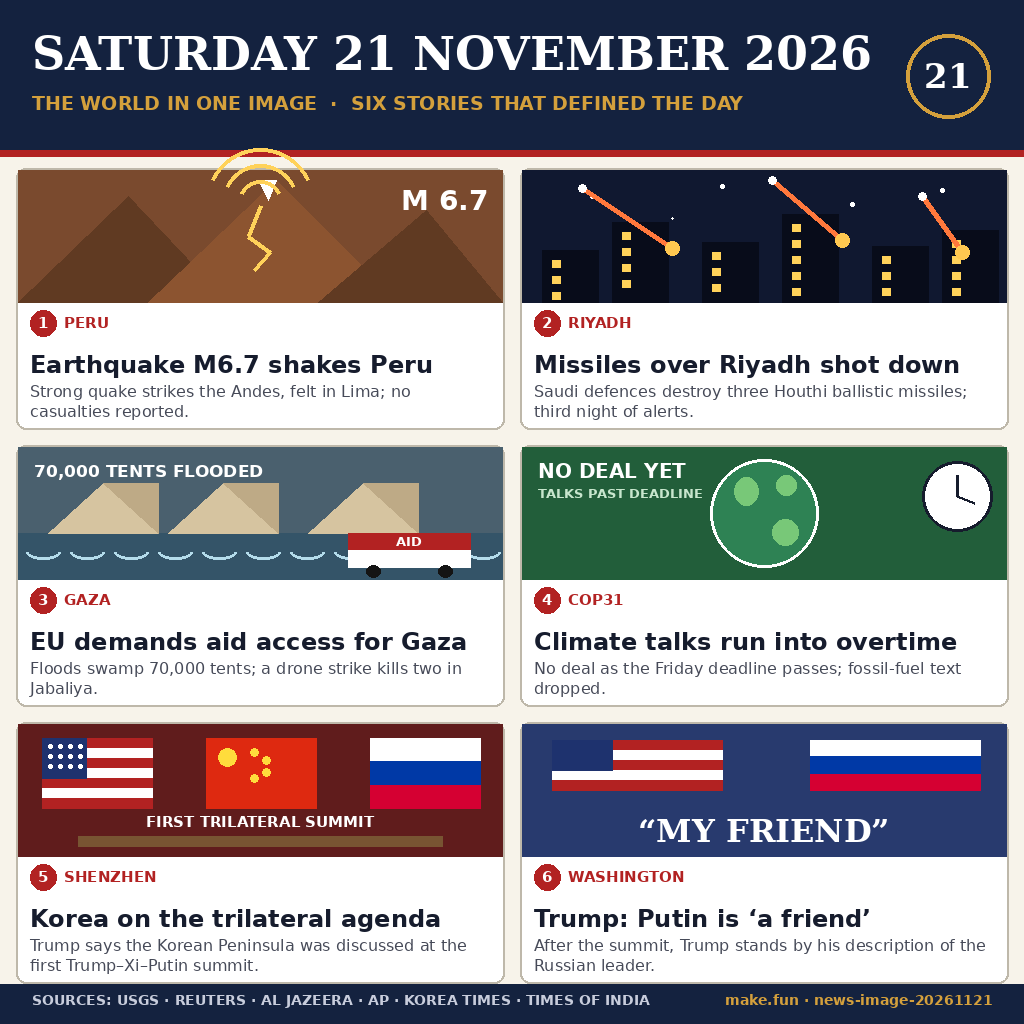 SATURDAY 21 NOVEMBER 2026
21
THE WORLD IN ONE IMAGE · SIX STORIES THAT DEFINED THE DAY
M 6.7
1 PERU
Earthquake M6.7 shakes Peru
Strong quake strikes the Andes, felt in Lima; no
casualties reported.
2 RIYADH
Missiles over Riyadh shot down
Saudi defences destroy three Houthi ballistic missiles;
third night of alerts.
70,000 TENTS FLOODED
AID
3 GAZA
EU demands aid access for Gaza
Floods swamp 70,000 tents; a drone strike kills two in
Jabaliya.
NO DEAL YET
TALKS PAST DEADLINE
4 COP31
Climate talks run into overtime
No deal as the Friday deadline passes; fossil-fuel text
dropped.
FIRST TRILATERAL SUMMIT
5 SHENZHEN
Korea on the trilateral agenda
Trump says the Korean Peninsula was discussed at the
first Trump–Xi–Putin summit.
“MY FRIEND”
6 WASHINGTON
Trump: Putin is ‘a friend’
After the summit, Trump stands by his description of the
Russian leader.
SOURCES: USGS · REUTERS · AL JAZEERA · AP · KOREA TIMES · TIMES OF INDIA
make.fun · news-image-20261121